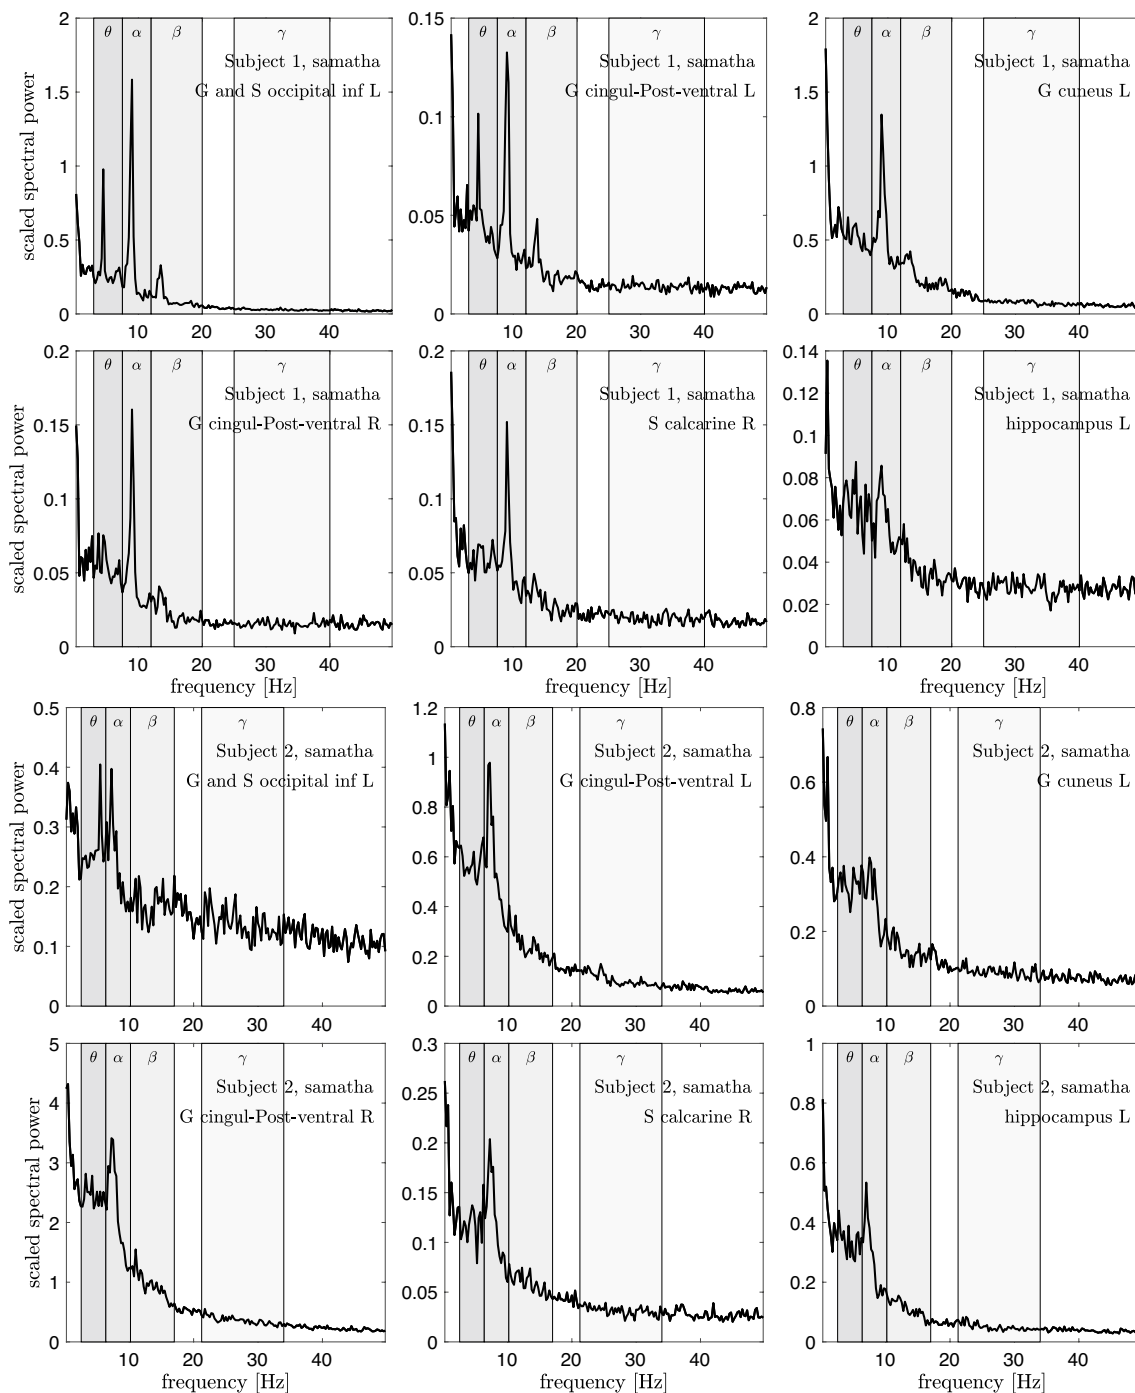 2
1.5
1
0.5
0
scaled spectral power
θ α β γ
Subject 1, samatha
G and S occipital inf L
10 20 30 40
0.15
0.1
0.05
0
θ α β γ
Subject 1, samatha
G cingul-Post-ventral L
10 20 30 40
2
1.5
1
0.5
0
θ α β γ
Subject 1, samatha
G cuneus L
10 20 30 40
0.2
0.15
0.1
0.05
0
scaled spectral power
θ α β γ
Subject 1, samatha
G cingul-Post-ventral R
10 20 30 40
frequency [Hz]
0.2
0.15
0.1
0.05
0
θ α β γ
Subject 1, samatha
S calcarine R
10 20 30 40
frequency [Hz]
0.14
0.12
0.1
0.08
0.06
0.04
0.02
0
θ α β γ
Subject 1, samatha
hippocampus L
10 20 30 40
frequency [Hz]
0.5
0.4
0.3
0.2
0.1
0
scaled spectral power
θ α β γ
Subject 2, samatha
G and S occipital inf L
10 20 30 40
1.2
1
0.8
0.6
0.4
0.2
0
θ α β γ
Subject 2, samatha
G cingul-Post-ventral L
10 20 30 40
0.8
0.6
0.4
0.2
0
θ α β γ
Subject 2, samatha
G cuneus L
10 20 30 40
5
4
3
2
1
0
scaled spectral power
θ α β γ
Subject 2, samatha
G cingul-Post-ventral R
10 20 30 40
frequency [Hz]
0.3
0.25
0.2
0.15
0.1
0.05
0
θ α β γ
Subject 2, samatha
S calcarine R
10 20 30 40
frequency [Hz]
1
0.8
0.6
0.4
0.2
0
θ α β γ
Subject 2, samatha
hippocampus L
10 20 30 40
frequency [Hz]